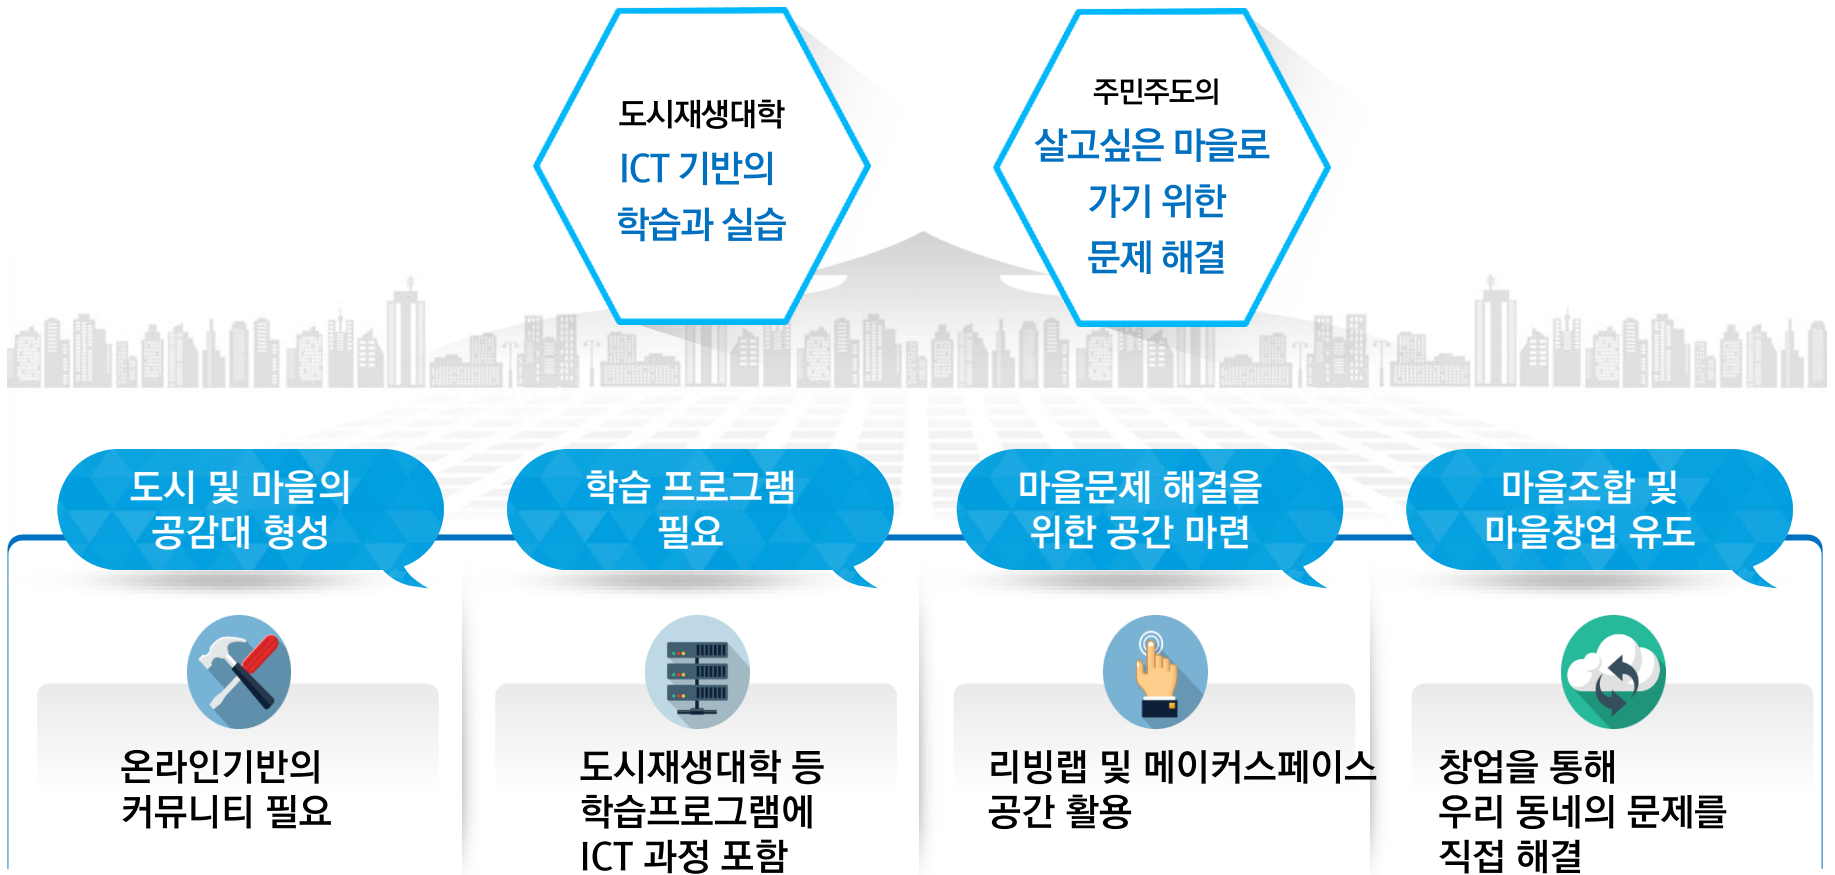 도시재생대학
ICT 기반의
학습과 실습
주민주도의
살고싶은 마을로
가기 위한
문제 해결
도시 및 마을의
공감대 형성
학습 프로그램
필요
마을문제 해결을
위한 공간 마련
마을조합 및
마을창업 유도
온라인기반의
커뮤니티 필요
도시재생대학 등
학습프로그램에
ICT 과정 포함
리빙랩 및 메이커스페이스
공간 활용
창업을 통해
우리 동네의 문제를
직접 해결